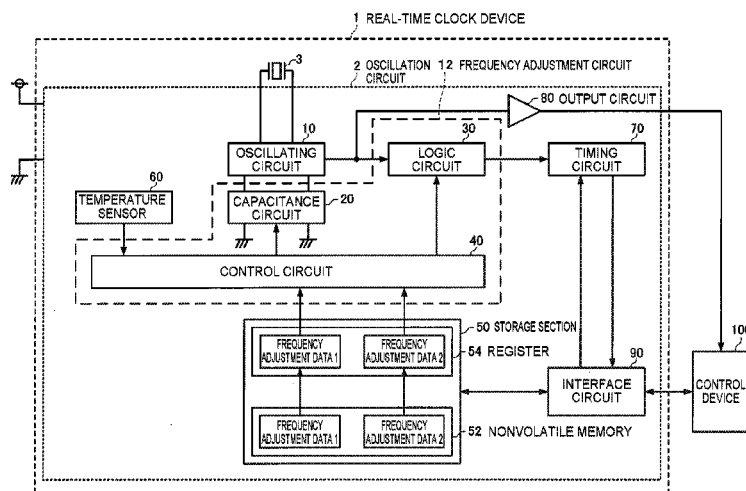 1 REAL-TIME CLOCK DEVICE
3
2 OSCILLATION
CIRCUIT
12 FREQUENCY ADJUSTMENT CIRCUIT
80 OUTPUT CIRCUIT
10
OSCILLATING
CIRCUIT
30
LOGIC
CIRCUIT
70
TIMING
CIRCUIT
60
TEMPERATURE
SENSOR
CAPACITANCE
CIRCUIT
20
40
CONTROL CIRCUIT
50 STORAGE SECTION
FREQUENCY
ADJUSTMENT DATA 1
FREQUENCY
ADJUSTMENT DATA 2
54 REGISTER
90
INTERFACE
CIRCUIT
100
CONTROL
DEVICE
FREQUENCY
ADJUSTMENT DATA 1
FREQUENCY
ADJUSTMENT DATA 2
52 NONVOLATILE MEMORY